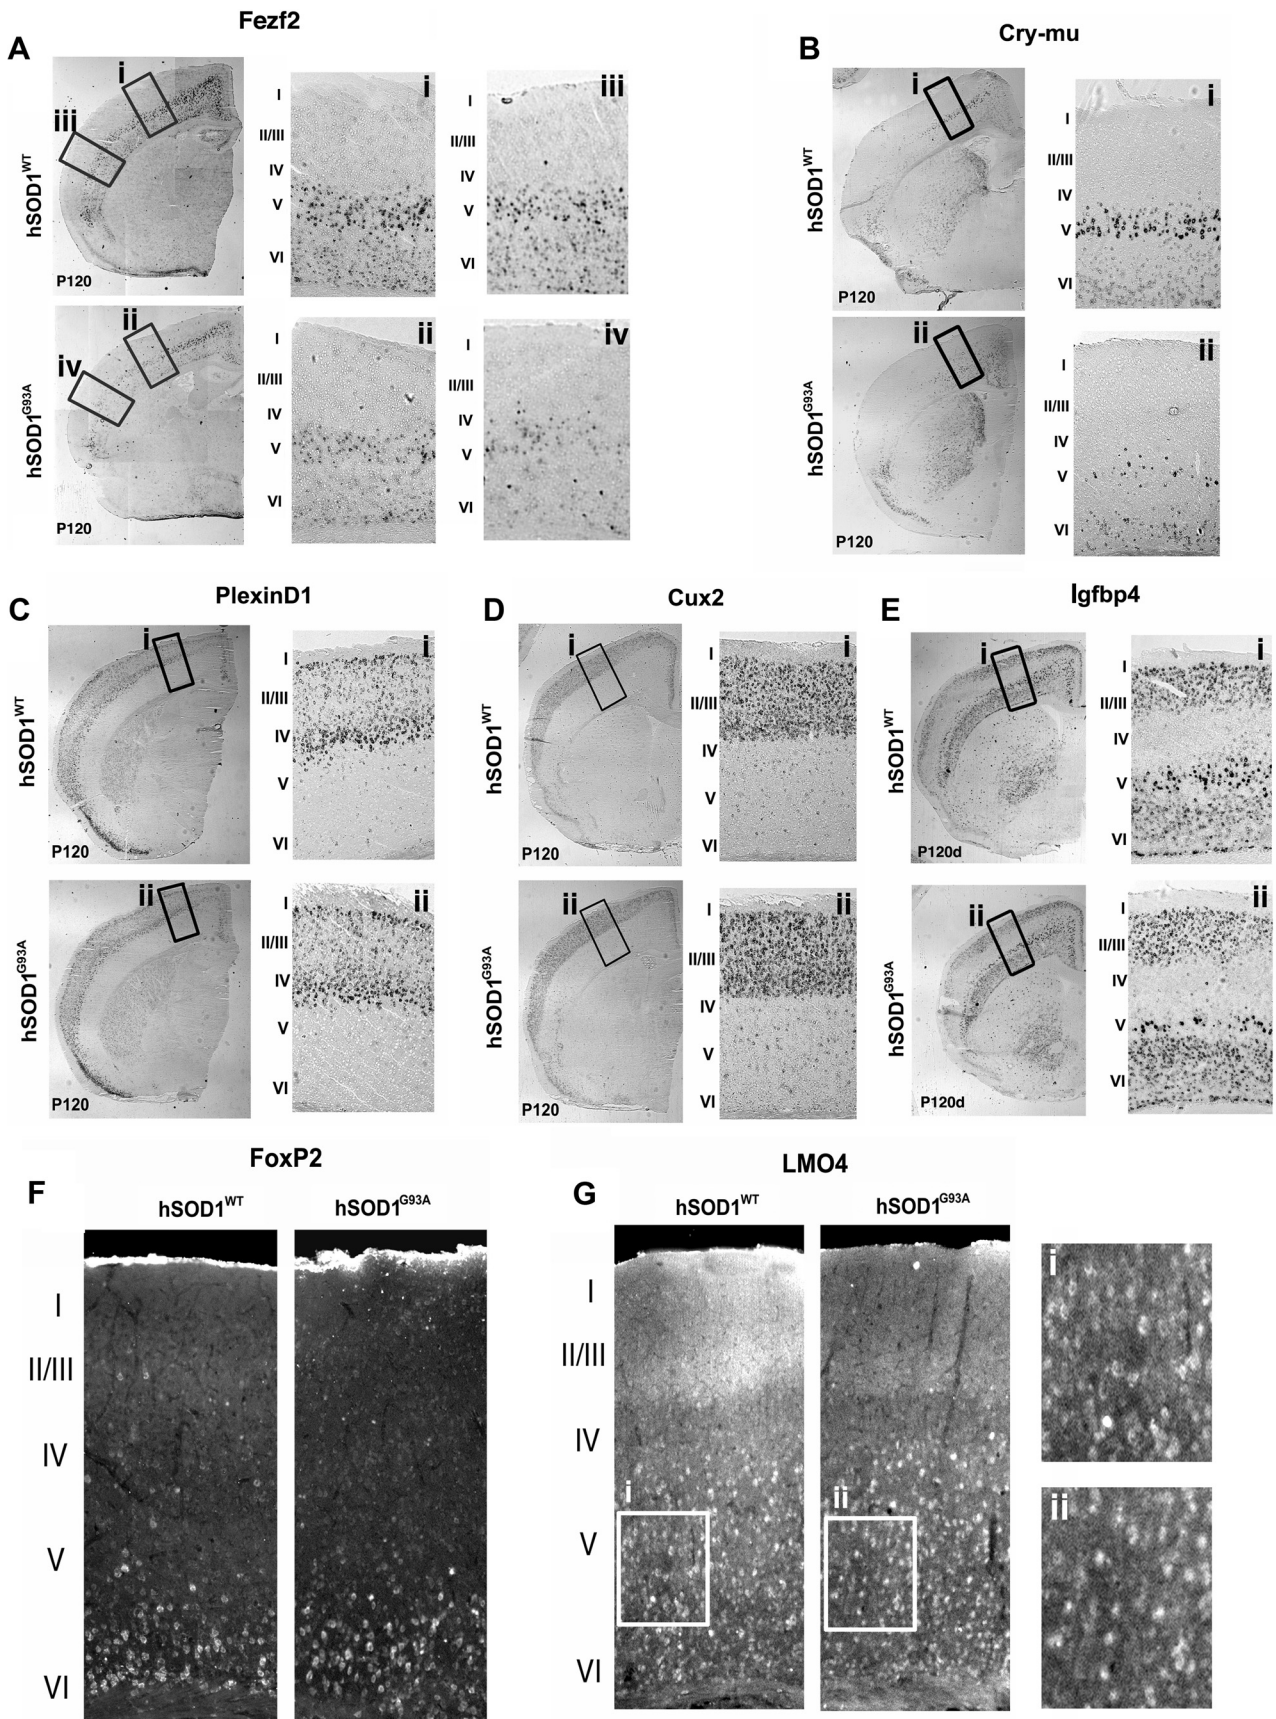 Fezf2
A
hSOD1WT
i
iii
P120
I
II/III
IV
V
VI
i
I
II/III
IV
V
VI
iii
hSOD1G93A
ii
iv
P120
I
II/III
IV
V
VI
ii
I
II/III
IV
V
VI
iv
Cry-mu
B
hSOD1WT
i
P120
I
II/III
IV
V
VI
i
hSOD1G93A
ii
P120
I
II/III
IV
V
VI
ii
PlexinD1
C
hSOD1WT
i
P120
I
II/III
IV
V
VI
i
hSOD1G93A
ii
P120
I
II/III
IV
V
VI
ii
Cux2
D
hSOD1WT
i
P120
I
II/III
IV
V
VI
i
hSOD1G93A
ii
P120
I
II/III
IV
V
VI
ii
Igfbp4
E
hSOD1WT
i
P120d
I
II/III
IV
V
VI
i
hSOD1G93A
ii
P120d
I
II/III
IV
V
VI
ii
FoxP2
F
hSOD1WT
hSOD1G93A
I
II/III
IV
V
VI
LMO4
G
hSOD1WT
hSOD1G93A
I
II/III
IV
V
VI
i
ii
i
ii